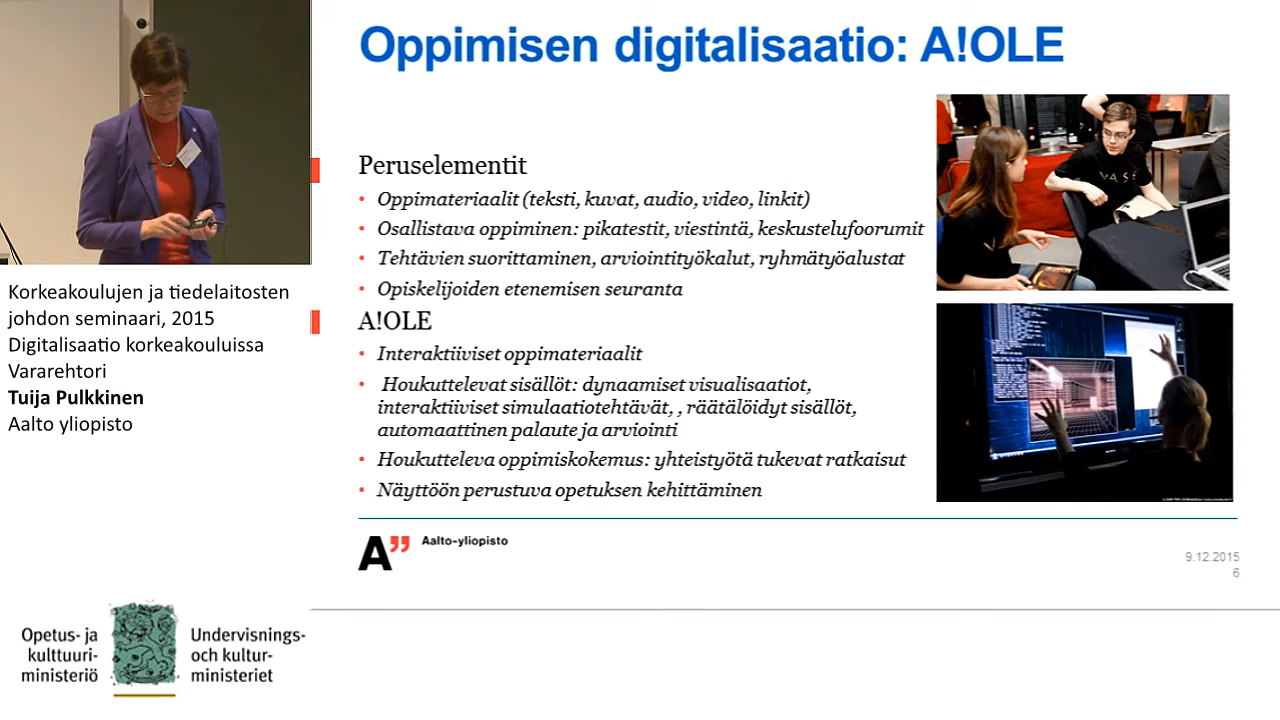 Oppimisen digitalisaatio: A!OLE
Peruselementit
• Oppimateriaalit (teksti, kuvat, audio, video, linkit)
• Osallistava oppiminen: pikatestit, viestintä, keskustelufoorumit
• Tehtävien suorittaminen, arviointityökalut, ryhmätyöalustat
• Opiskelijoiden etenemisen seuranta
A!OLE
• Interaktiiviset oppimateriaalit
• Houkuttelevat sisällöt: dynaamiset visualisaatiot,
interaktiiviset simulaatiotehtävät, , räätälöidyt sisällöt,
automaattinen palaute ja arviointi
• Houkutteleva oppimiskokemus: yhteistyötä tukevat ratkaisut
• Näyttöön perustuva opetuksen kehittäminen
A” Aalto-yliopisto
9.12.2015
6
Korkeakoulujen ja tiedelaitosten
johdon seminaari, 2015
Digitalisaatio korkeakouluissa
Vararehtori
Tuija Pulkkinen
Aalto yliopisto
Opetus- ja
kulttuuri-
ministeriö
Undervisnings-
och kultur-
ministeriet